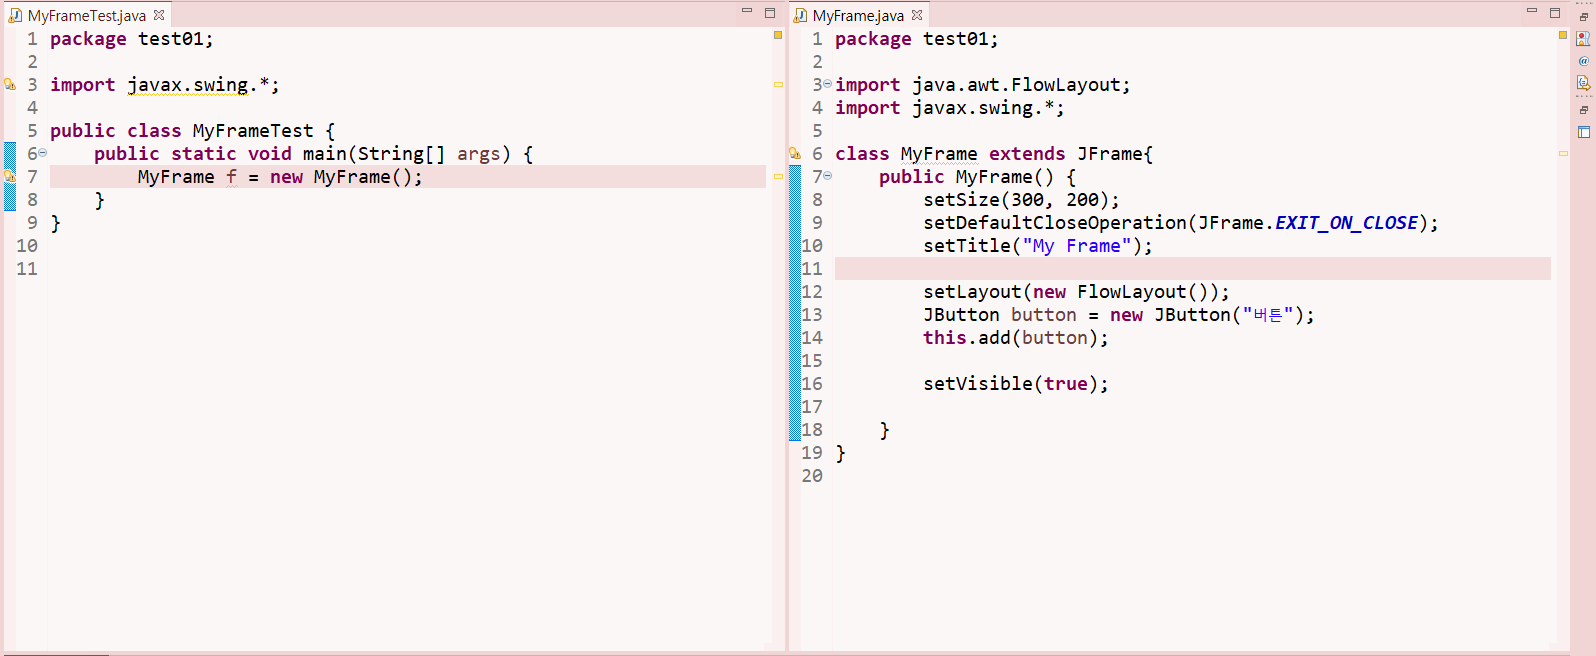 MyFrameTest.java
1 package test01;
2
3 import javax.swing.*;
4
5 public class MyFrameTest {
6     public static void main(String[] args) {
7         MyFrame f = new MyFrame();
8     }
9 }
10
11
MyFrame.java
1 package test01;
2
3 import java.awt.FlowLayout;
4 import javax.swing.*;
5
6 class MyFrame extends JFrame{
7     public MyFrame() {
8         setSize(300, 200);
9         setDefaultCloseOperation(JFrame.EXIT_ON_CLOSE);
10         setTitle("My Frame");
11
12         setLayout(new FlowLayout());
13         JButton button = new JButton("버튼");
14         this.add(button);
15
16         setVisible(true);
17
18     }
19 }
20